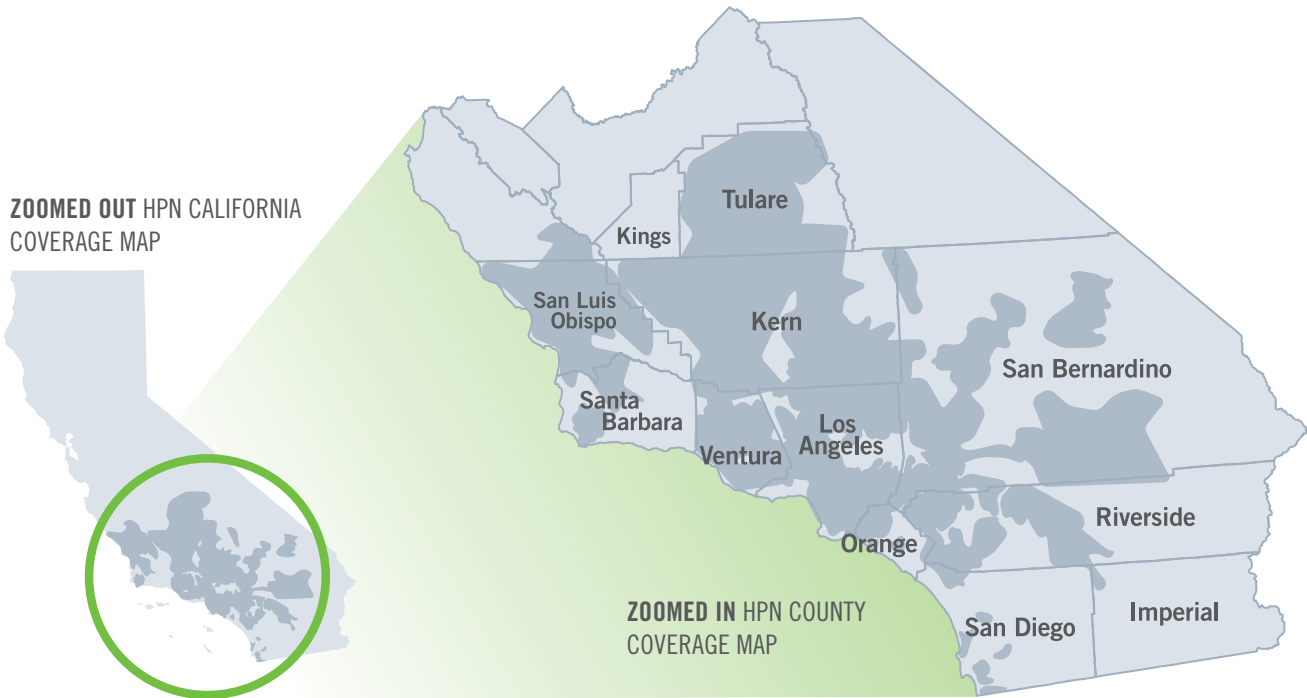 ZOOMED OUT HPN CALIFORNIA
COVERAGE MAP
Tulare
Kings
San Luis
Obispo
Kern
San Bernardino
Santa
Barbara
Los
Angeles
Ventura
Riverside
Orange
ZOOMED IN HPN COUNTY
COVERAGE MAP
San Diego
Imperial